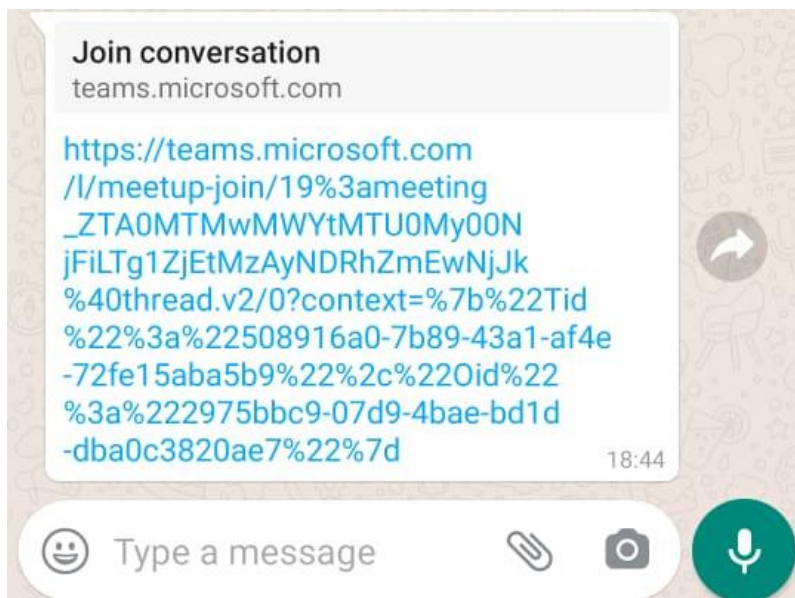 Join conversation
teams.microsoft.com
https://teams.microsoft.com
/l/meetup-join/19%3ameeting
_ZTA0MTMwMWYtMTU0My00N
jFiLTg1ZjEtMzAyNDRhZmEwNjJk
%40thread.v2/0?context=%7b%22Tid
%22%3a%22508916a0-7b89-43a1-af4e
-72fe15aba5b9%22%2c%22Oid%22
%3a%222975bbc9-07d9-4bae-bd1d
-dba0c3820ae7%22%7d
18:44
Type a message